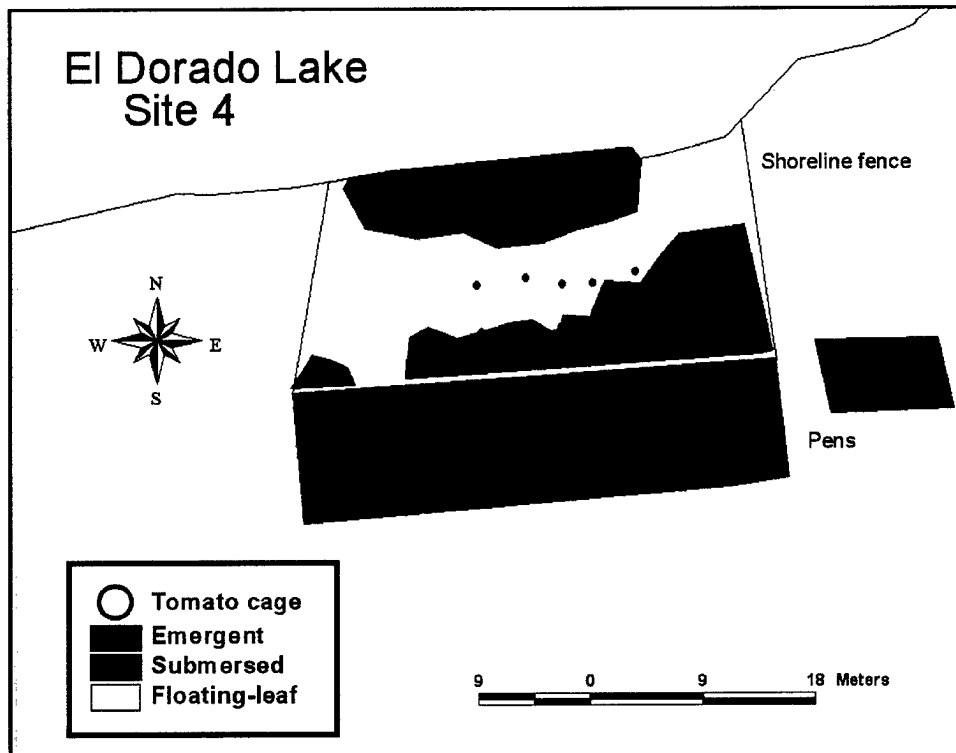 El Dorado Lake
Site 4
Shoreline fence
N
W E
S
Pens
Tomato cage
Emergent
Submersed
Floating-leaf
9 0 9 18 Meters